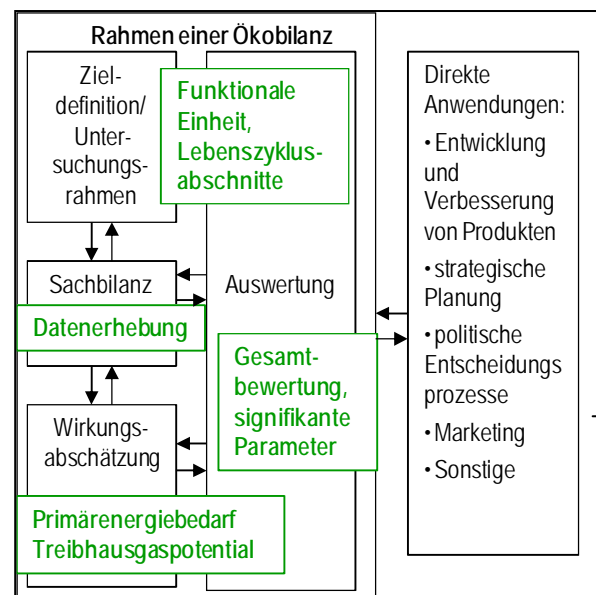 Rahmen einer Ökobilanz
Ziel-
definition/
Unter-
suchungs-
rahmen
Funktionale
Einheit,
Lebenszyklus-
abschnitte
Sachbilanz
Datenerhebung
Auswertung
Gesamt-
bewertung,
signifikante
Parameter
Wirkungs-
abschätzung
Primärenergiebedarf
Treibhausgaspotential
Direkte
Anwendungen:
• Entwicklung
und
Verbesserung
von Produkten
• strategische
Planung
• politische
Entscheidungs
prozesse
• Marketing
• Sonstige